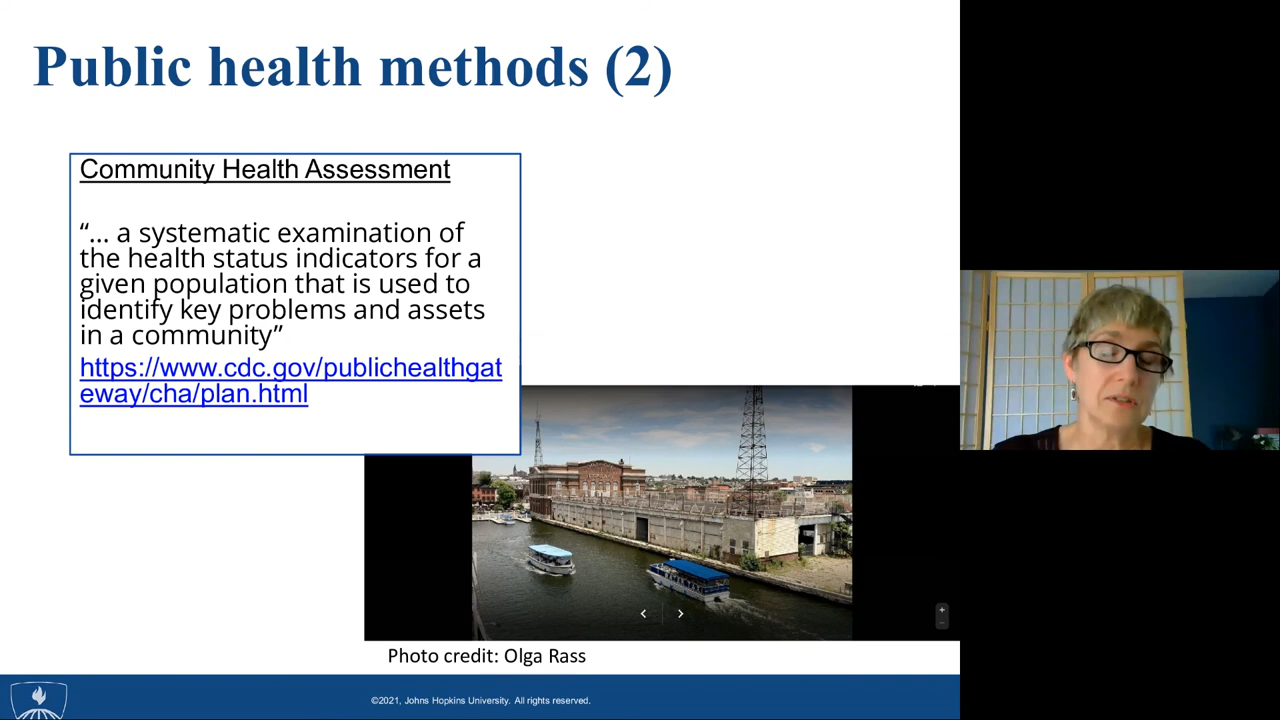 Public health methods (2)
Community Health Assessment
“... a systematic examination of
the health status indicators for a
given population that is used to
identify key problems and assets
in a community”
https://www.cdc.gov/publichealthgat
eway/cha/plan.html
Photo credit: Olga Rass
©2021, Johns Hopkins University. All rights reserved.